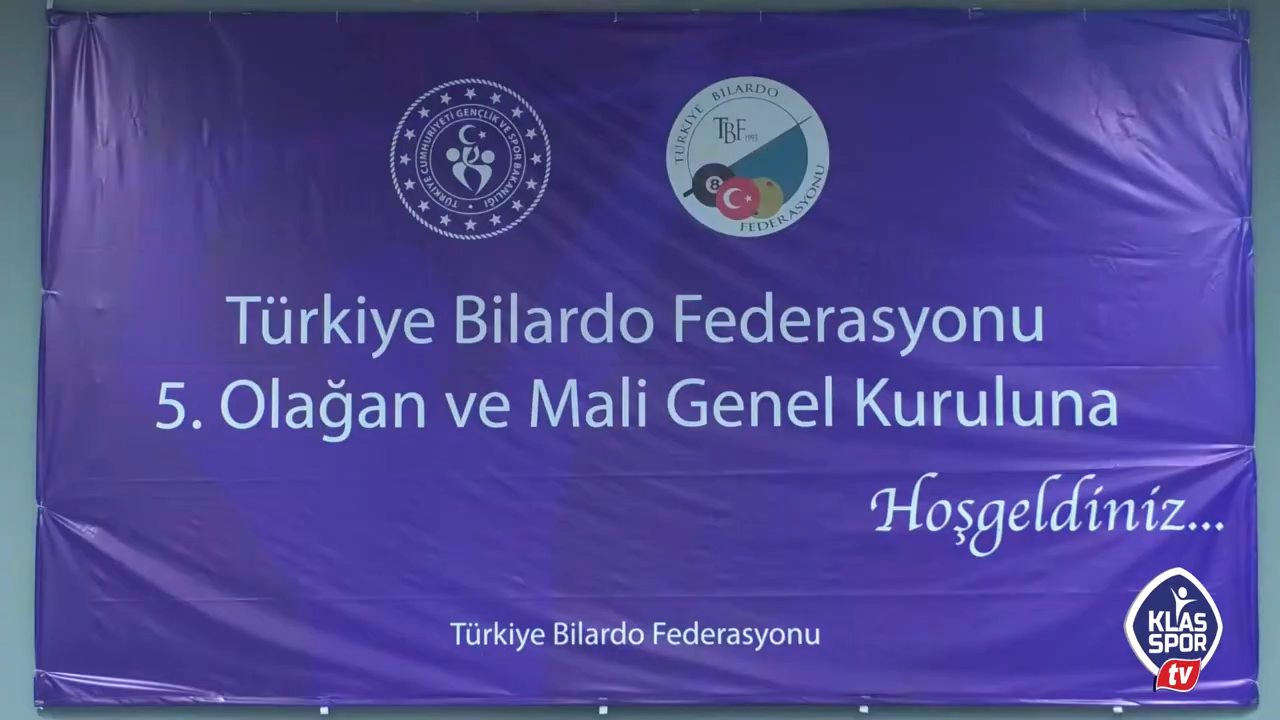 TÜRKİYE CUMHURİYETİ GENÇLİK VE SPOR BAKANLIĞI
TÜRKİYE BİLARDO
TBF 1993
8
FEDERASYONU
Türkiye Bilardo Federasyonu
5. Olağan ve Mali Genel Kuruluna
Hoşgeldiniz...
Türkiye Bilardo Federasyonu
KLAS
SPOR
tv